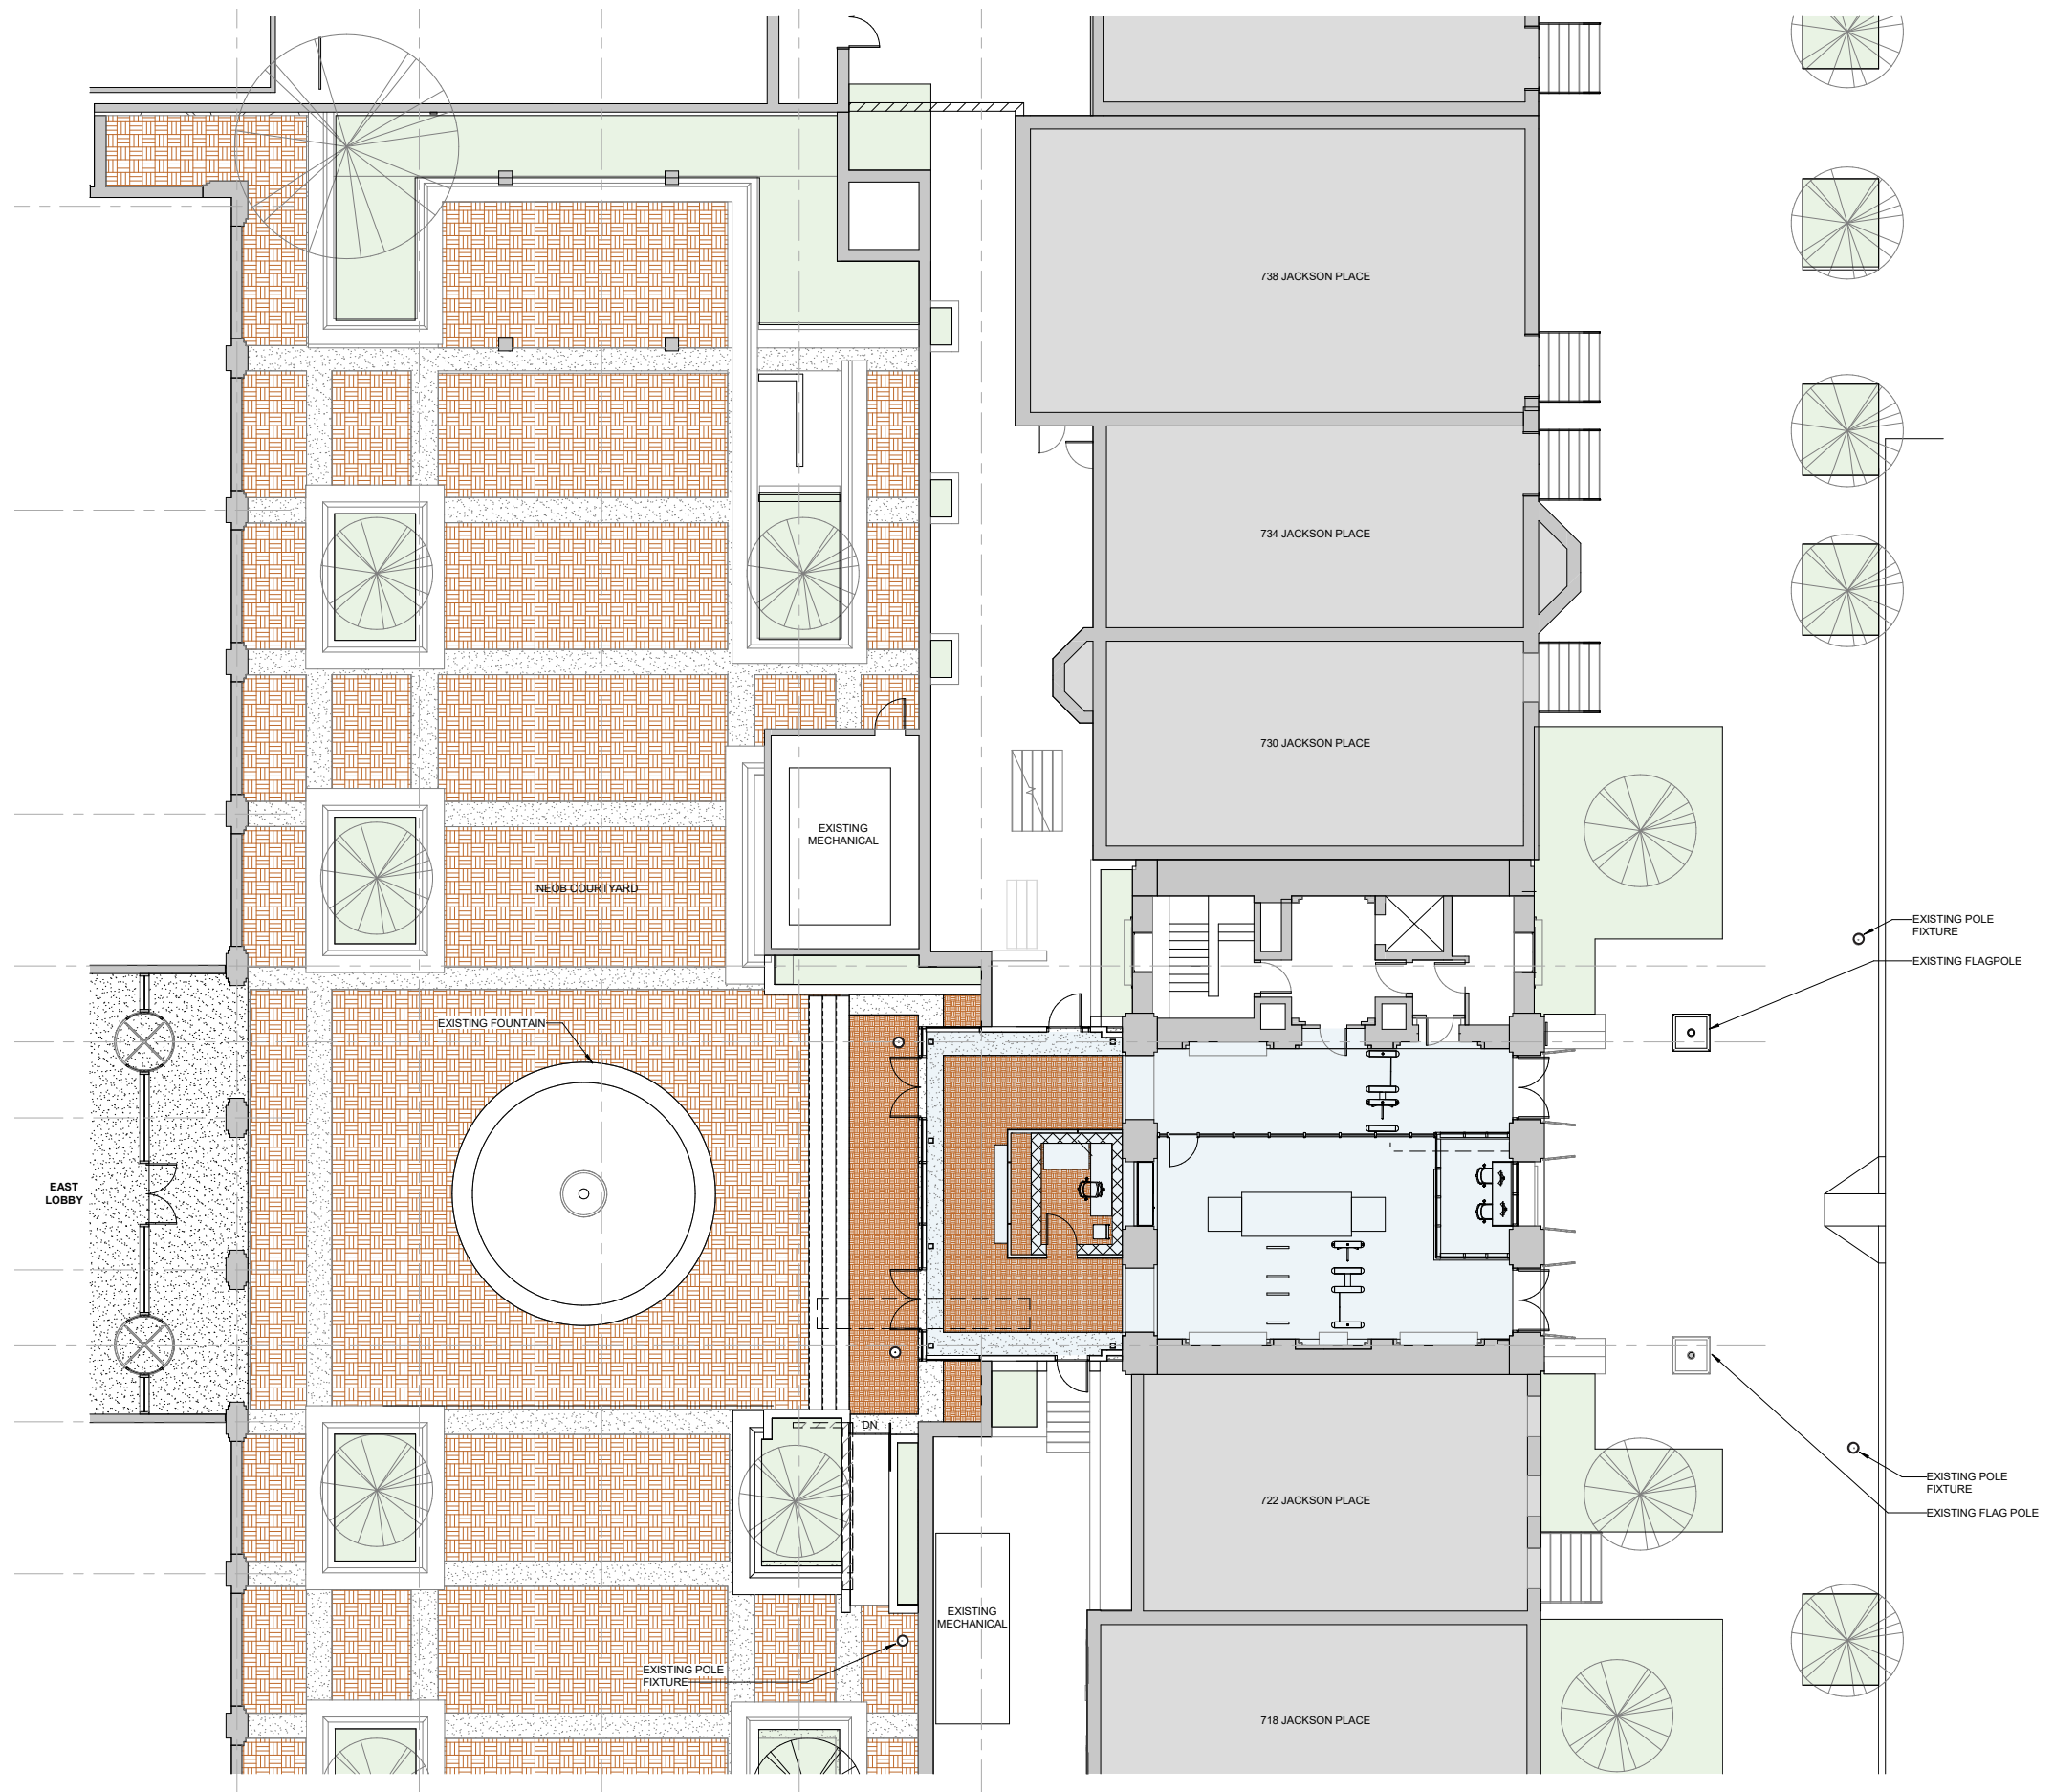 738 JACKSON PLACE
734 JACKSON PLACE
730 JACKSON PLACE
EXISTING
MECHANICAL
NEOB COURTYARD
EXISTING POLE
FIXTURE
EXISTING FLAGPOLE
EXISTING FOUNTAIN
EAST
LOBBY
DN
EXISTING POLE
FIXTURE
722 JACKSON PLACE
EXISTING FLAG POLE
EXISTING
MECHANICAL
EXISTING POLE
FIXTURE
718 JACKSON PLACE